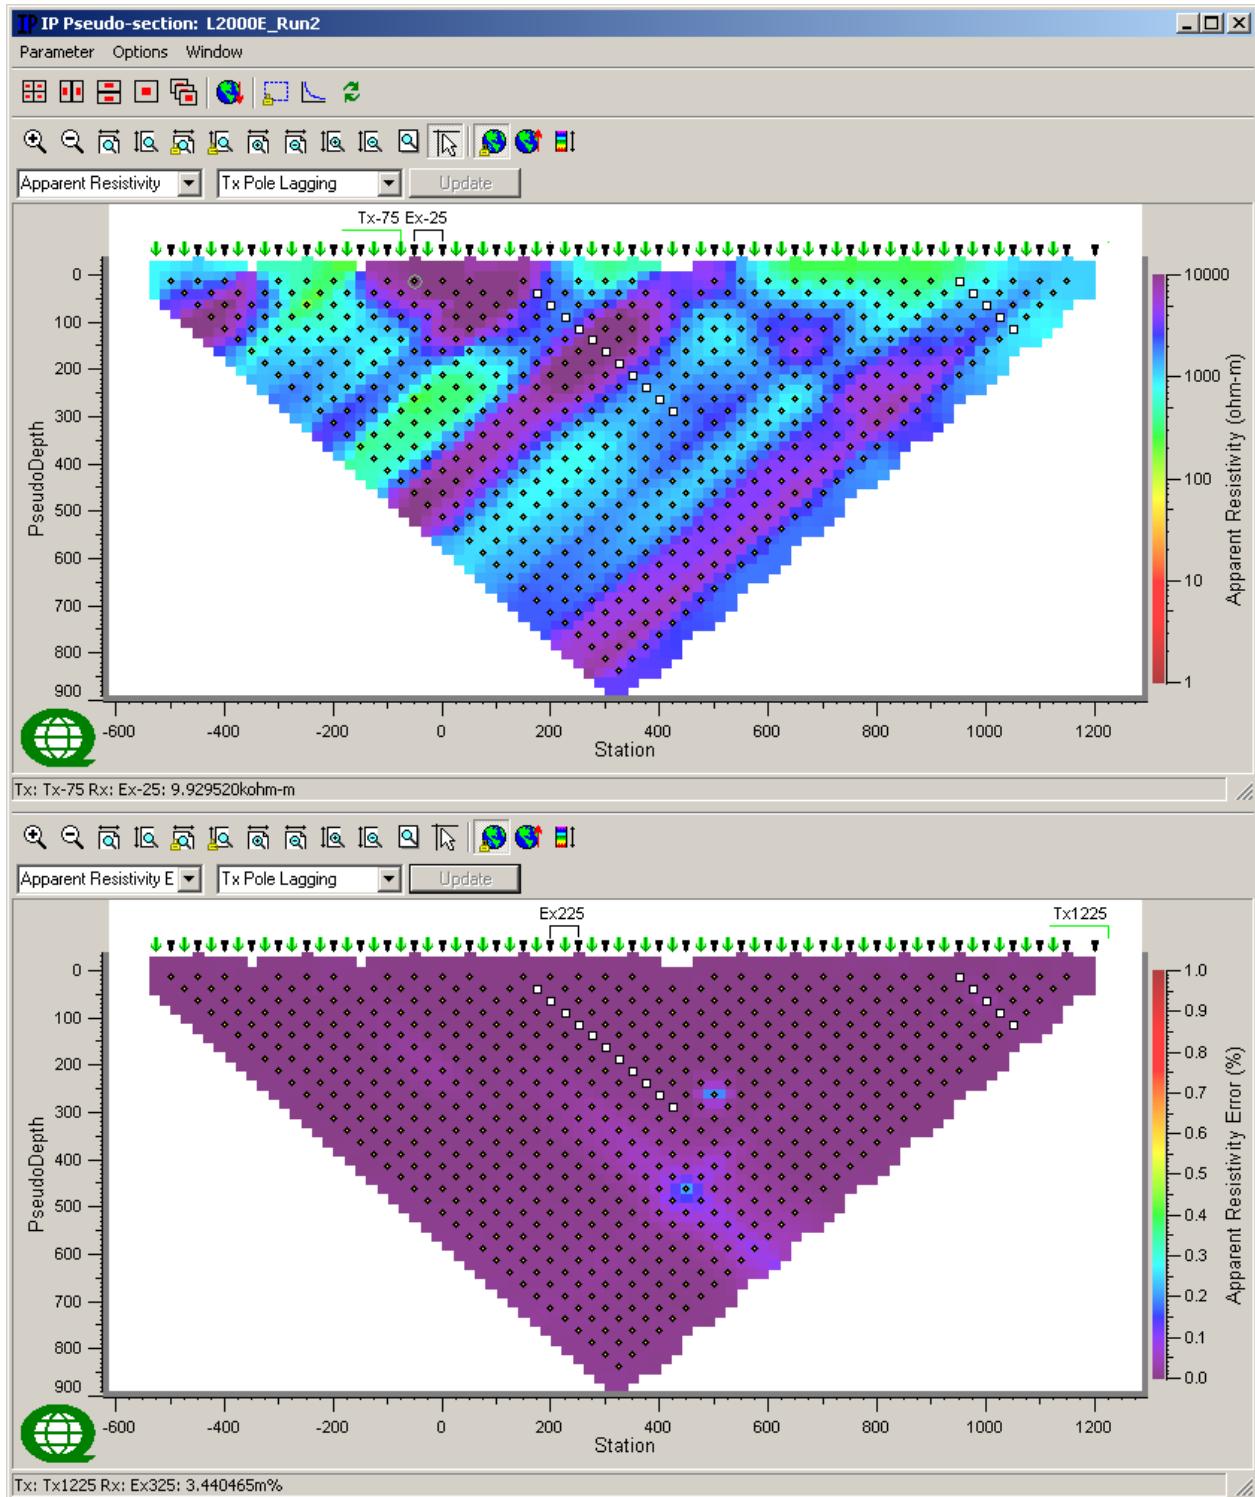 IP IP Pseudo-section: L2000E_Run2
Parameter Options Window
Apparent Resistivity Tx Pole Lagging Update
Tx-75 Ex-25
0
100
200
300
400
500
600
700
800
900
PseudoDepth
-600 -400 -200 0 200 400 600 800 1000 1200
Station
10000
1000
100
10
1
Apparent Resistivity (ohm-m)
Tx: Tx-75 Rx: Ex-25: 9.929520kohm-m
Apparent Resistivity E Tx Pole Lagging Update
Ex225 Tx1225
0
100
200
300
400
500
600
700
800
900
PseudoDepth
-600 -400 -200 0 200 400 600 800 1000 1200
Station
1.0
0.9
0.8
0.7
0.6
0.5
0.4
0.3
0.2
0.1
0.0
Apparent Resistivity Error (%)
Tx: Tx1225 Rx: Ex325: 3.440465m%